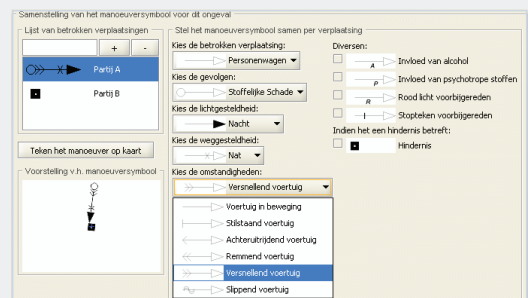 Samenstelling van het manoeuversymbool voor dit ongeval
Lijst van betrokken verplaatsingen
+ -
Partij A
Partij B
Teken het manoeuver op kaart
Voorstelling v.h. manoeuversymbool
Stel het manoeuversymbool samen per verplaatsing
Kies de betrokken verplaatsing:
Personenwagen
Kies de gevolgen:
Stoffelijke Schade
Kies de lichtgesteldheid:
Nacht
Kies de weggesteldheid:
Nat
Kies de omstandigheden:
Versnellend voertuig
Voertuig in beweging
Stilstaand voertuig
Achteruitrijdend voertuig
Remmend voertuig
Versnellend voertuig
Slippend voertuig
Diversen:
A Invloed van alcohol
P Invloed van psychotrope stoffen
R Rood licht voorbijgereden
Stopteken voorbijgereden
Indien het een hindernis betreft:
Hindernis